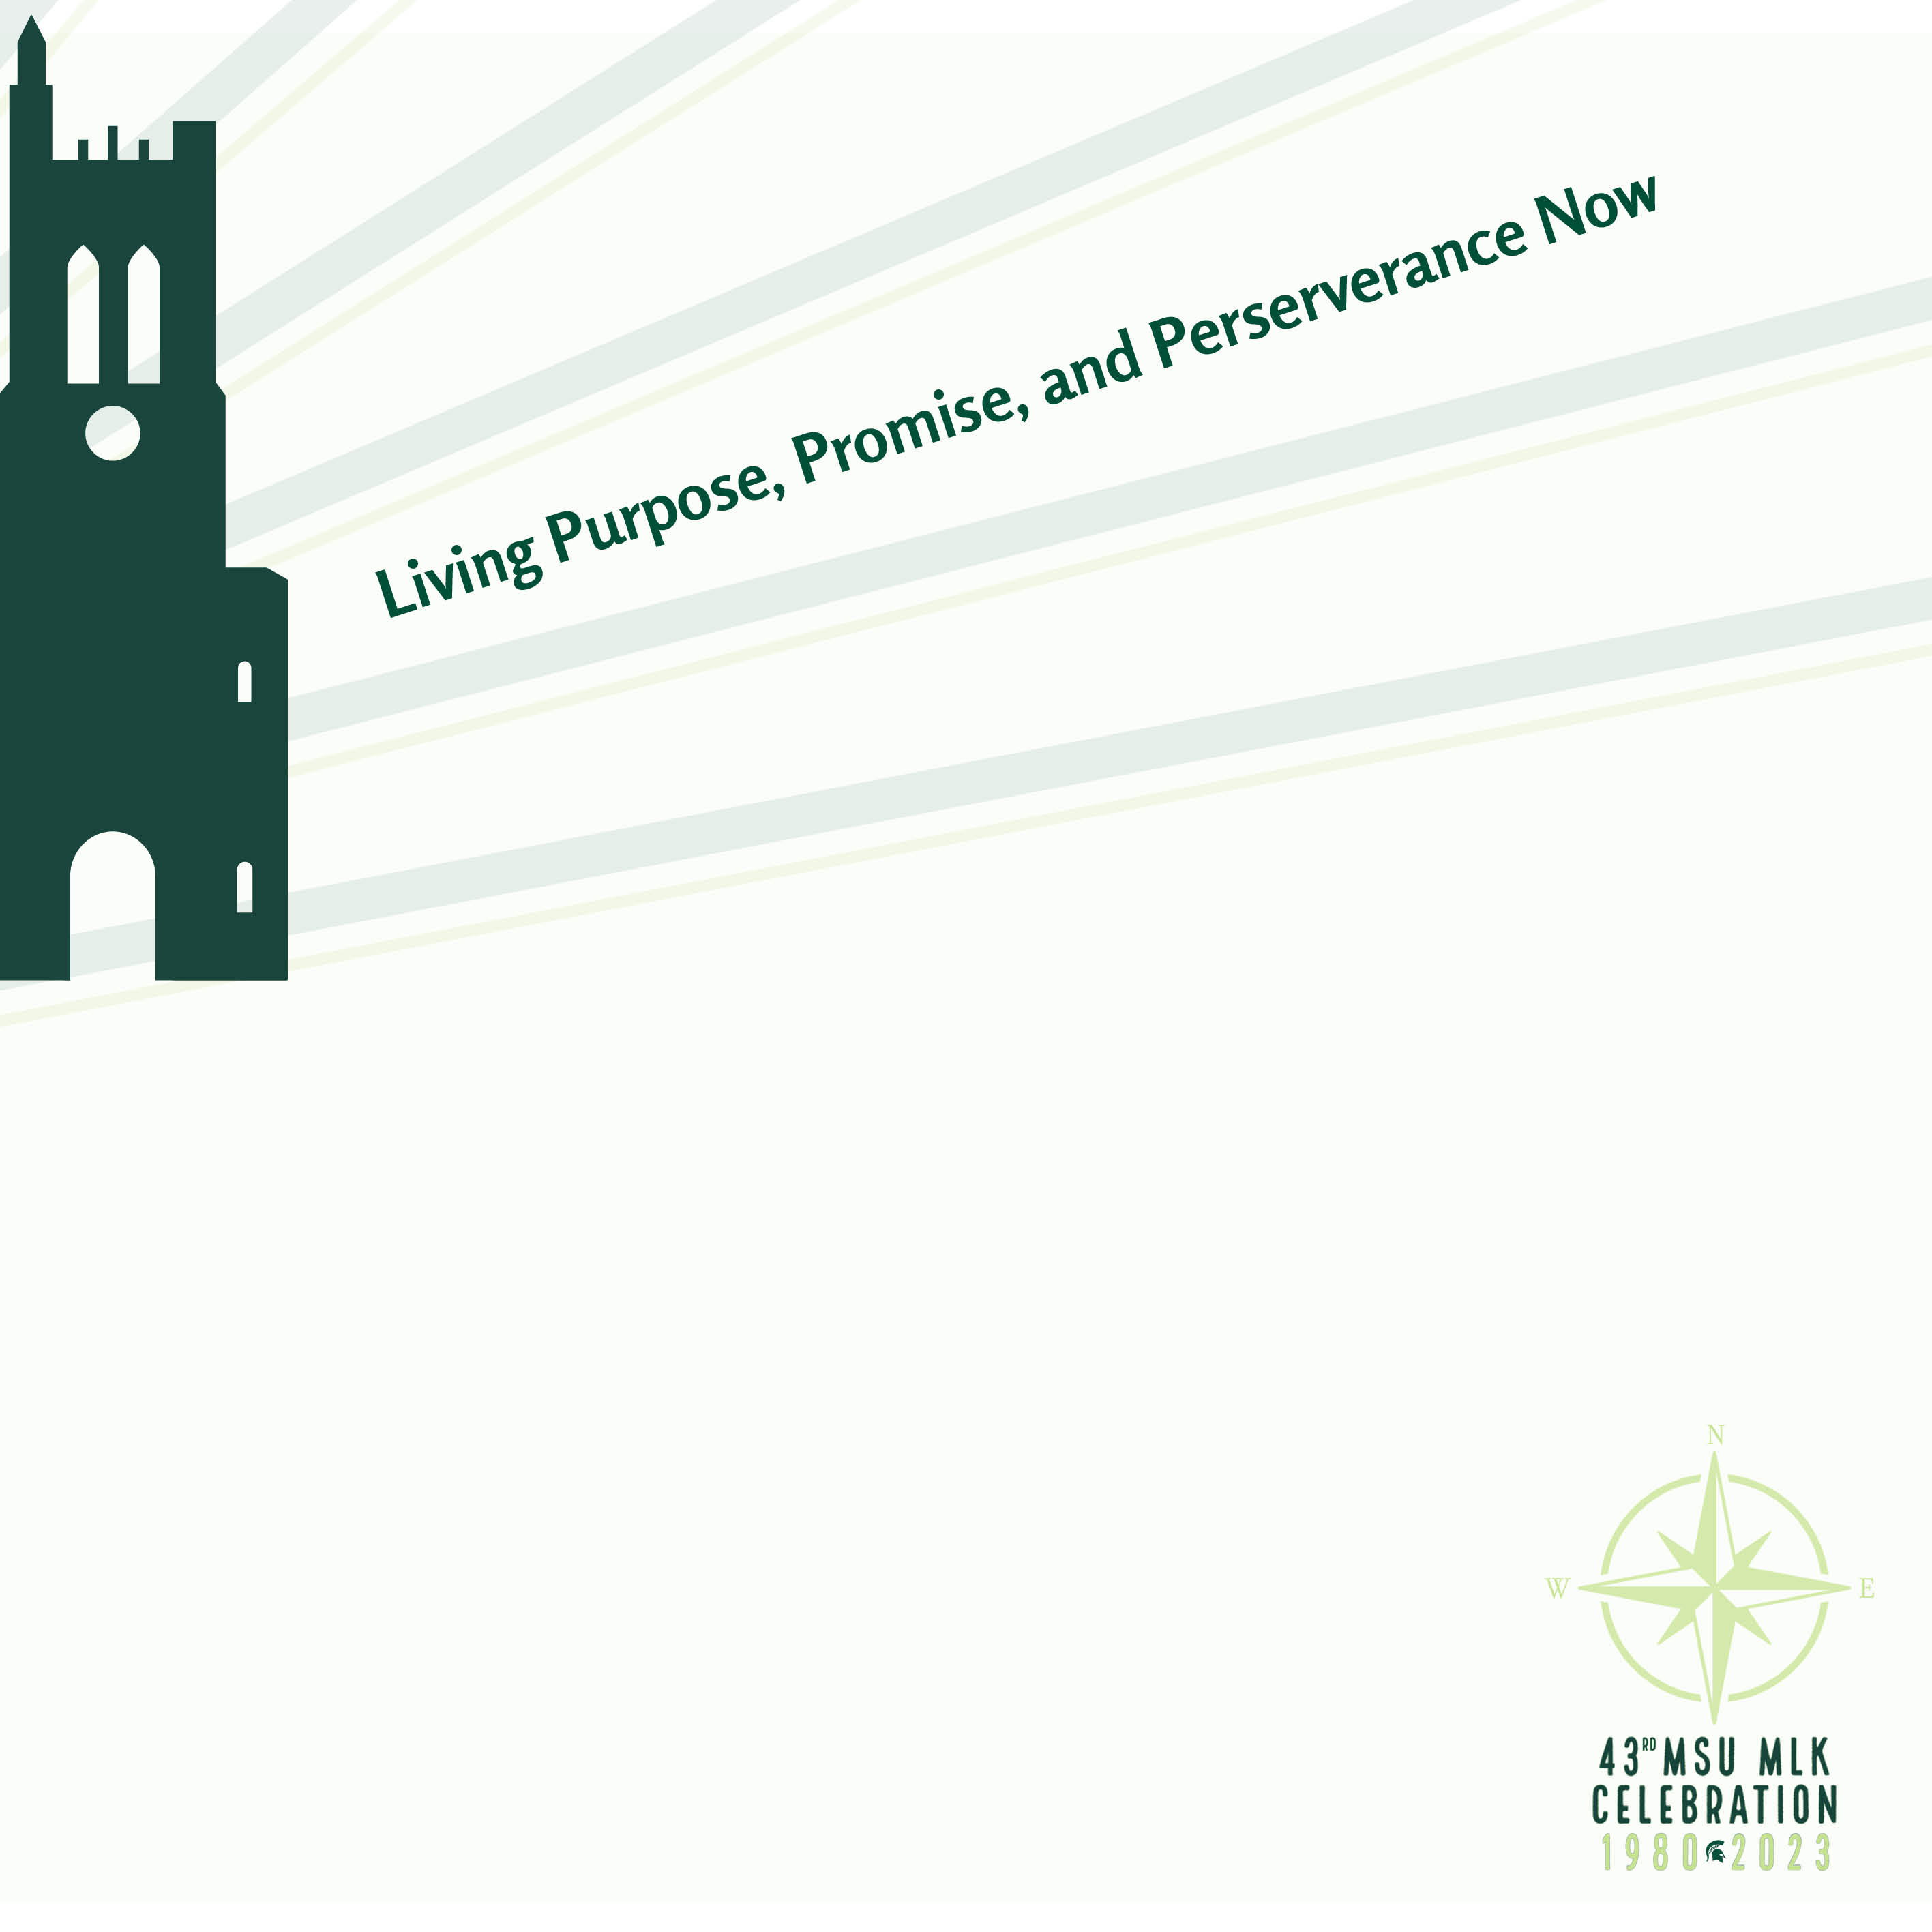 Living Purpose, Promise, and Perserverance Now
N
W E
43RD MSU MLK
CELEBRATION
1980 2023